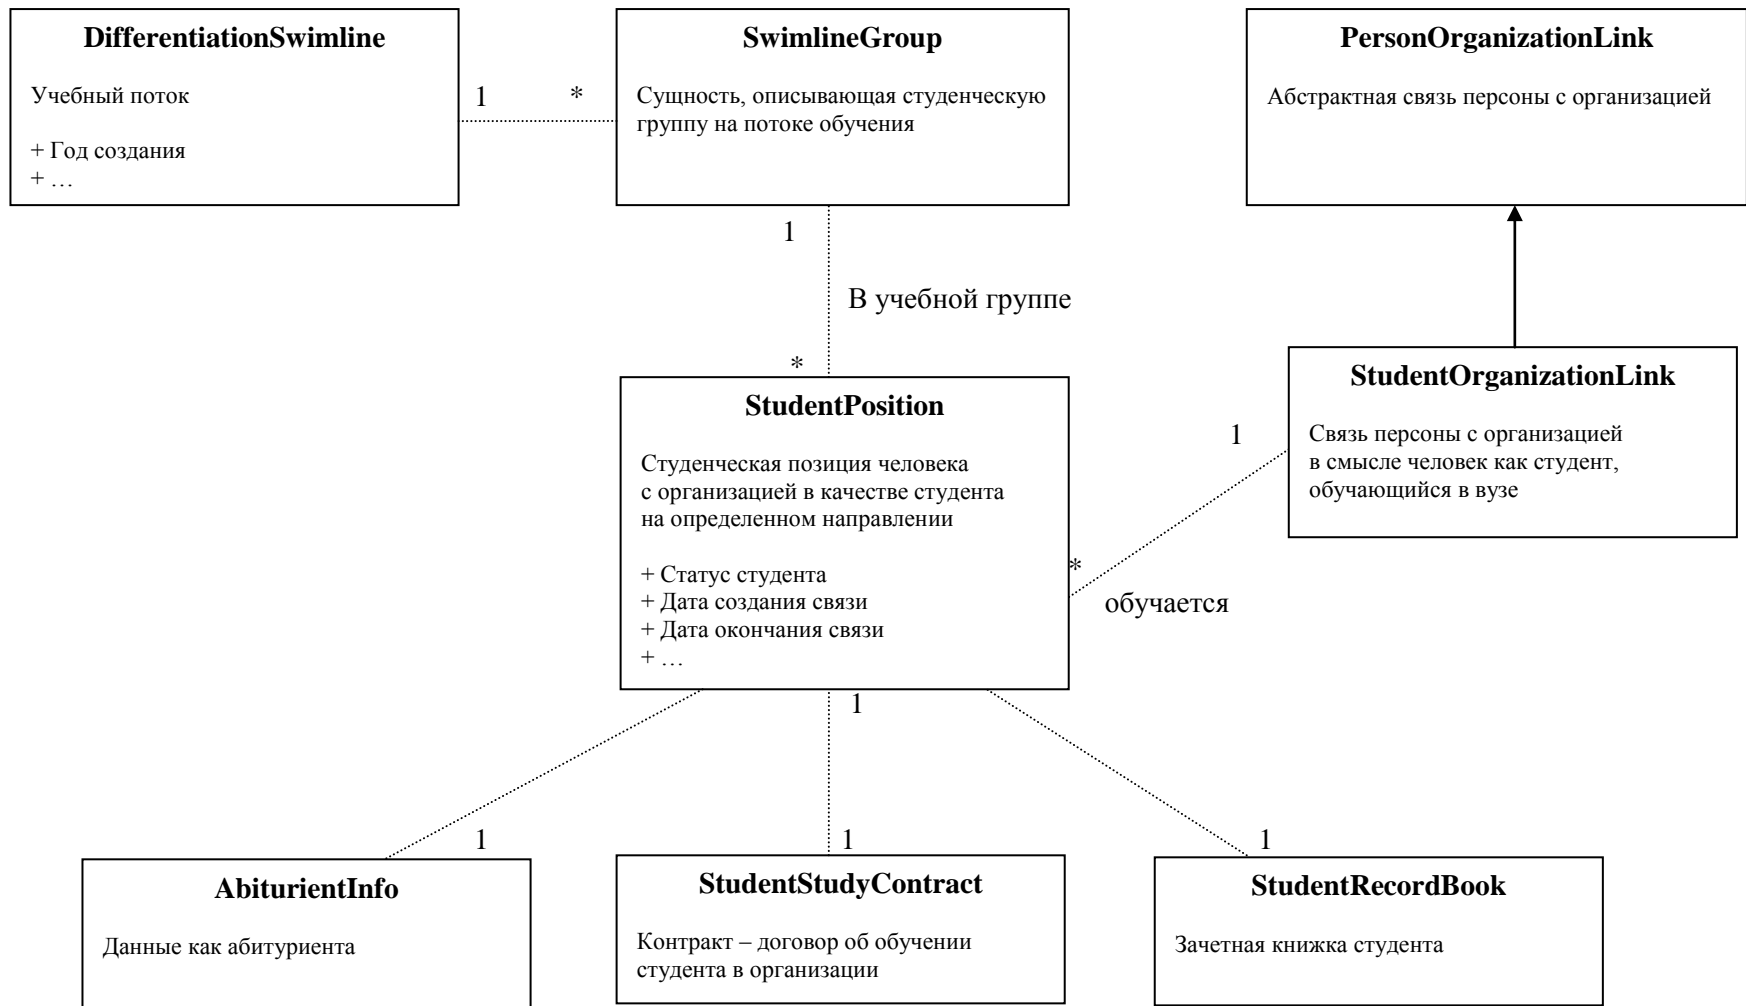 DifferentiationSwimline
Учебный поток
+ Год создания
+ …
1
*
SwimlineGroup
Сущность, описывающая студенческую
группу на потоке обучения
PersonOrganizationLink
Абстрактная связь персоны с организацией
1
В учебной группе
*
StudentPosition
Студенческая позиция человека
с организацией в качестве студента
на определенном направлении
+ Статус студента
+ Дата создания связи
+ Дата окончания связи
+ …
StudentOrganizationLink
Связь персоны с организацией
в смысле человек как студент,
обучающийся в вузе
1
*
обучается
1
1
1
1
AbiturientInfo
Данные как абитуриента
StudentStudyContract
Контракт – договор об обучении
студента в организации
StudentRecordBook
Зачетная книжка студента